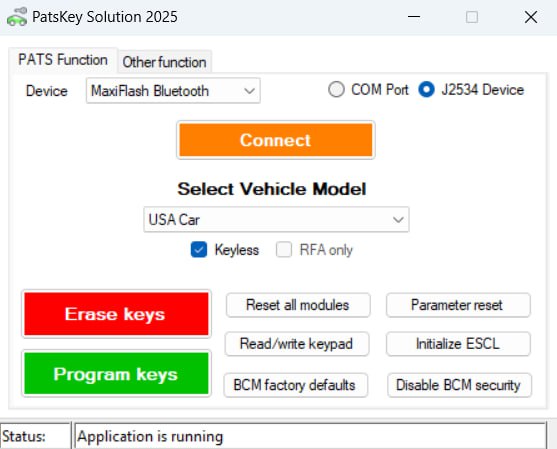 PatsKey Solution 2025
PATS Function Other function
Device MaxiFlash Bluetooth COM Port J2534 Device
Connect
Select Vehicle Model
USA Car
Keyless RFA only
Erase keys Reset all modules Parameter reset
Read/write keypad Initialize ESCL
Program keys BCM factory defaults Disable BCM security
Status: Application is running